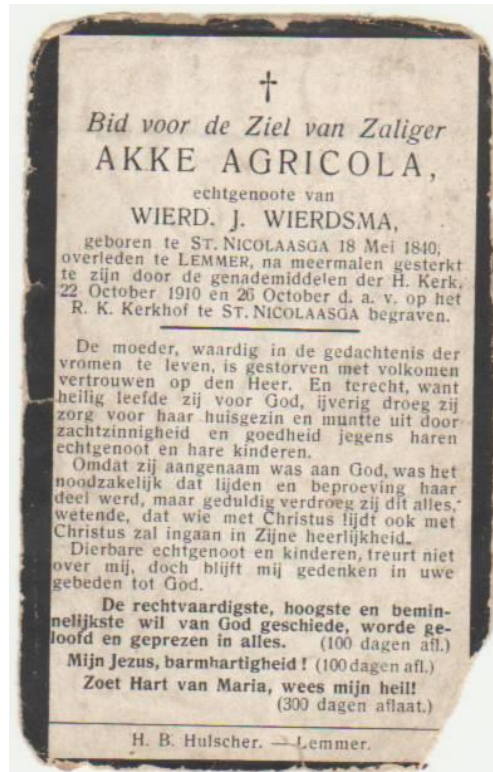 Bid voor de Ziel van Zaliger
AKKE AGRICOLA,
echtgenoote van
WIERD. J. WIERDSMA,
geboren te ST. NICOLAASGA 18 Mei 1840,
overleden te LEMMER, na meermalen gesterkt
te zijn door de genademiddelen der H. Kerk,
22 October 1910 en 26 October d. a. v. op het
R. K. Kerkhof te ST. NICOLAASGA begraven.
De moeder, waardig in de gedachtenis der
vromen te leven, is gestorven met volkomen
vertrouwen op den Heer. En terecht, want
heilig leefde zij voor God, ijverig droeg zij
zorg voor haar huisgezin en muntte uit door
zachtzinnigheid en goedheid jegens haren
echtgenoot en hare kinderen.
Omdat zij aangenaam was aan God, was het
noodzakelijk dat lijden en beproeving haar
deel werd, maar geduldig verdroeg zij dit alles,
wetende, dat wie met Christus lijdt ook met
Christus zal ingaan in Zijne heerlijkheid.
Dierbare echtgenoot en kinderen, treurt niet
over mij, doch blijft mij gedenken in uwe
gebeden tot God.
De rechtvaardigste, hoogste en bemin-
nelijkste wil van God geschiede, worde ge-
loofd en geprezen in alles. (100 dagen afl.)
Mijn Jezus, barmhartigheid! (100 dagen afl.)
Zoet Hart van Maria, wees mijn heil!
(300 dagen aflaat.)
H. B. Hulscher. — Lemmer.